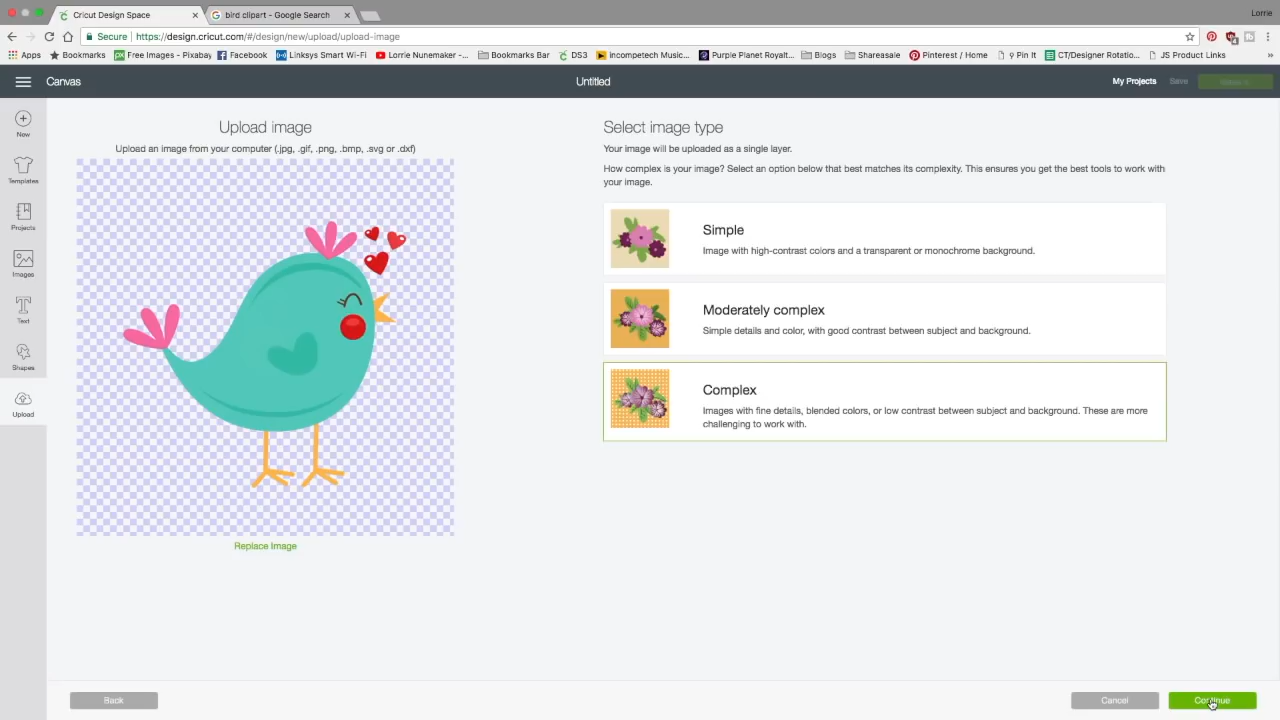 Cricut Design Space
bird clipart - Google Search
Lorrie
Secure
https://design.cricut.com/#/design/new/upload/upload-image
Apps
Bookmarks
Free Images - Pixabay
Facebook
Linksys Smart Wi-Fi
Lorrie Nunemaker - ...
Bookmarks Bar
DS3
incompetech Music...
Purple Planet Royalt...
Blogs
Shareasale
Pinterest / Home
Pin It
CT/Designer Rotatio...
JS Product Links
»
Canvas
Untitled
My Projects
Save
New
Templates
Projects
Images
Text
Shapes
Upload
Upload image
Upload an image from your computer (.jpg, .gif, .png, .bmp, .svg or .dxf)
Replace Image
Select image type
Your image will be uploaded as a single layer.
How complex is your image? Select an option below that best matches its complexity. This ensures you get the best tools to work with
your image.
Simple
Image with high-contrast colors and a transparent or monochrome background.
Moderately complex
Simple details and color, with good contrast between subject and background.
Complex
Images with fine details, blended colors, or low contrast between subject and background. These are more
challenging to work with.
Back
Cancel
Continue